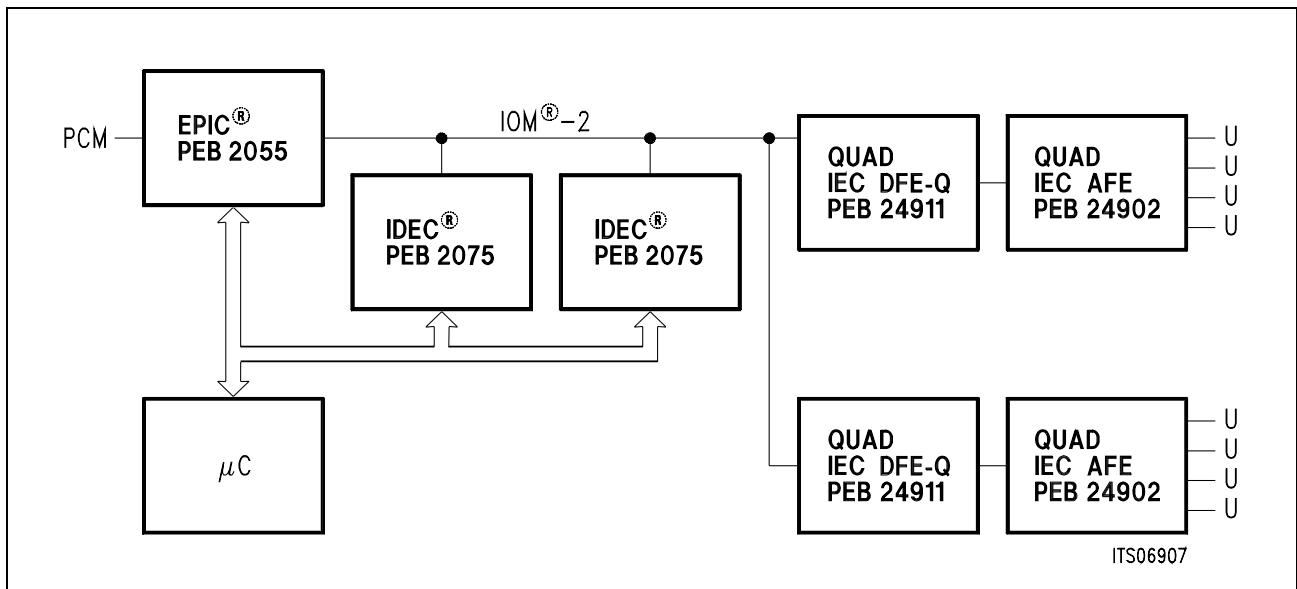 PCM
EPIC®
PEB 2055
IOM®-2
IDEC®
PEB 2075
IDEC®
PEB 2075
QUAD
IEC DFE-Q
PEB 24911
QUAD
IEC AFE
PEB 24902
U
U
U
U
μC
QUAD
IEC DFE-Q
PEB 24911
QUAD
IEC AFE
PEB 24902
U
U
U
U
ITS06907